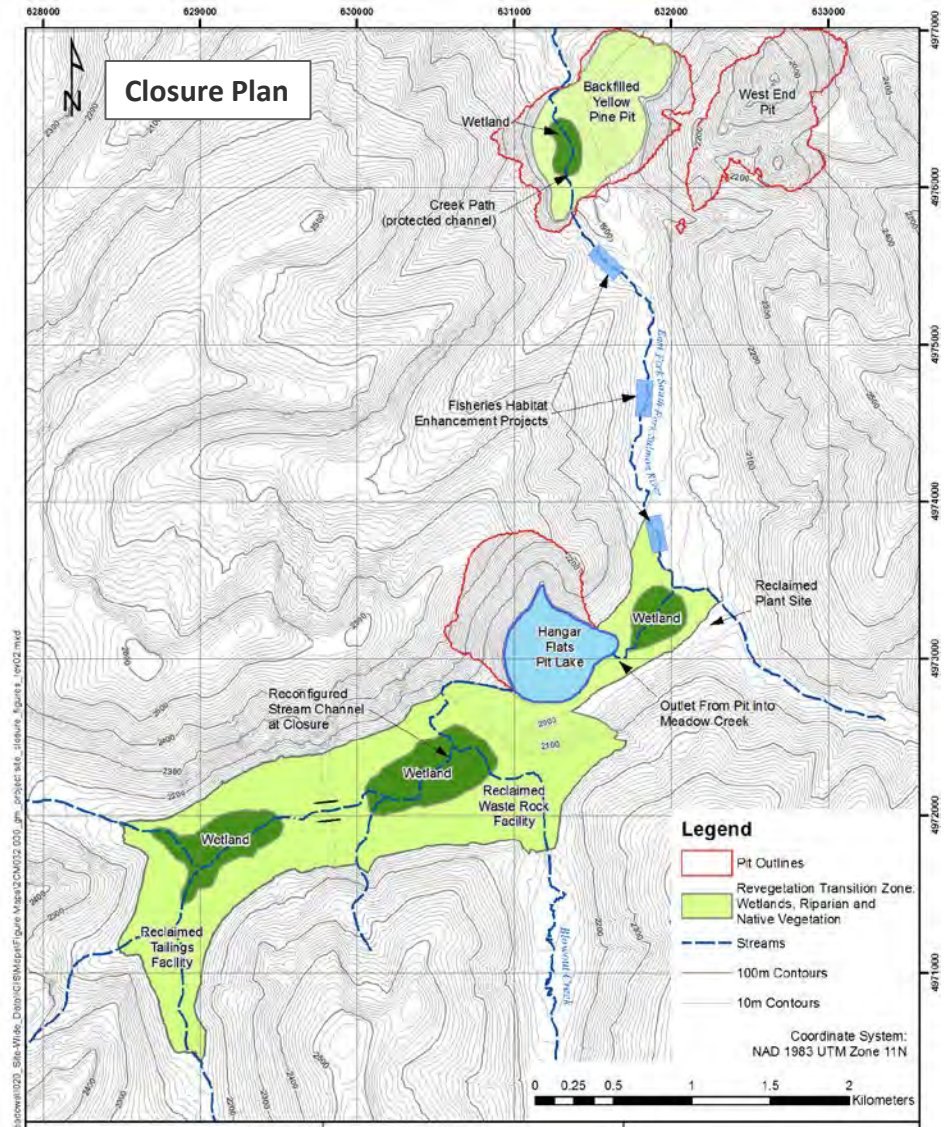 628000 629000 630000 631000 632000 633000
4977000
4976000
4975000
4974000
4973000
4972000
4971000
N
Closure Plan
Backfilled
Yellow
Pine Pit
West End
Pit
Wetland
Creek Path
(protected channel)
East Fork South Fork Salmon River
Fisheries Habitat
Enhancement Projects
Reclaimed
Plant Site
Wetland
Hangar
Flats
Pit Lake
Outlet From Pit into
Meadow Creek
Reconfigured
Stream Channel
at Closure
Wetland
Reclaimed
Waste Rock
Facility
Wetland
Reclaimed
Tailings
Facility
Blowout Creek
Legend
Pit Outlines
Revegetation Transition Zone:
Wetlands, Riparian and
Native Vegetation
Streams
100m Contours
10m Contours
Coordinate System:
NAD 1983 UTM Zone 11N
0 0.25 0.5 1 1.5 2
Kilometers